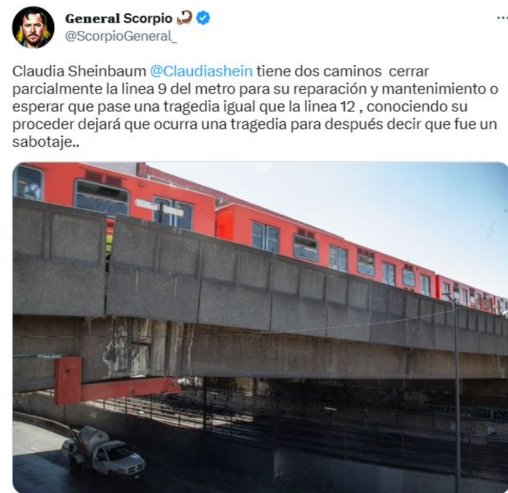 General Scorpio
@ScorpioGeneral_
Claudia Sheinbaum @Claudiashein tiene dos caminos cerrar
parcialmente la linea 9 del metro para su reparación y mantenimiento o
esperar que pase una tragedia igual que la linea 12 , conociendo su
proceder dejará que ocurra una tragedia para después decir que fue un
sabotaje..